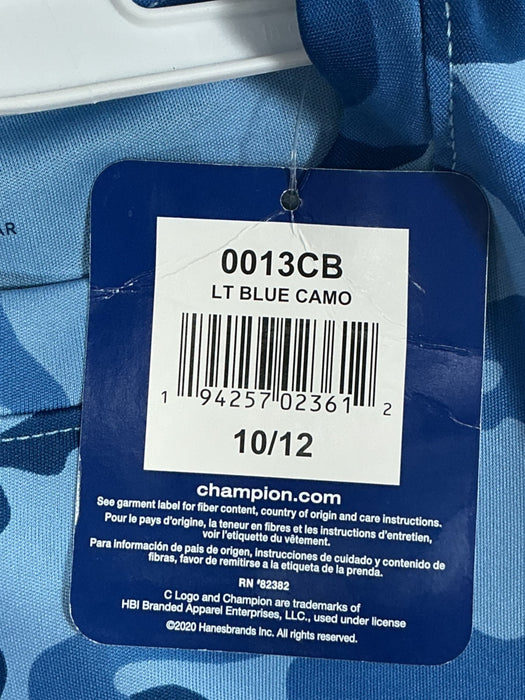 AR
0013CB
LT BLUE CAMO
1 94257 02361 2
10/12
champion.com
See garment label for fiber content, country of origin and care instructions.
Pour le pays d'origine, la teneur en fibres et les instructions d'entretien,
voir l'etiquette du vêtement.
Para información de pais de origen, instrucciones de cuidado y contenido de
fibras, favor de remitirse a la etiqueta de la prenda.
RN #82382
C Logo and Champion are trademarks of
HBI Branded Apparel Enterprises, LLC., used under license
©2020 Hanesbrands Inc. All rights reserved.